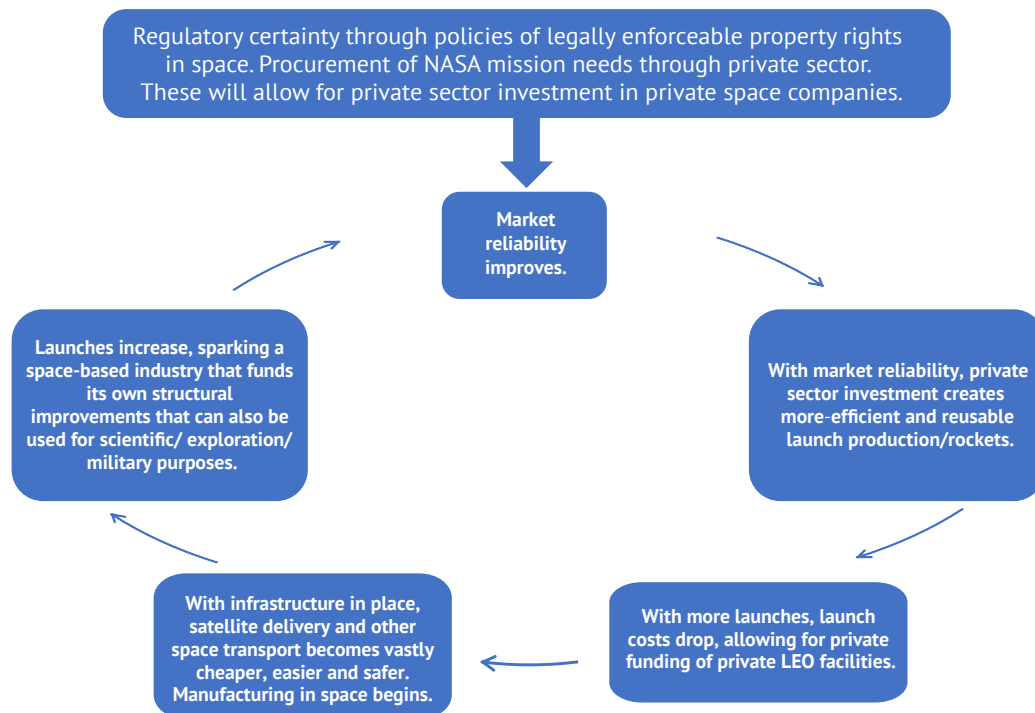 Regulatory certainty through policies of legally enforceable property rights
in space. Procurement of NASA mission needs through private sector.
These will allow for private sector investment in private space companies.
Market
reliability
improves.
With market reliability, private
sector investment creates
more-efficient and reusable
launch production/rockets.
With more launches, launch
costs drop, allowing for private
funding of private LEO facilities.
With infrastructure in place,
satellite delivery and other
space transport becomes vastly
cheaper, easier and safer.
Manufacturing in space begins.
Launches increase, sparking a
space-based industry that funds
its own structural
improvements that can also be
used for scientific/ exploration/
military purposes.